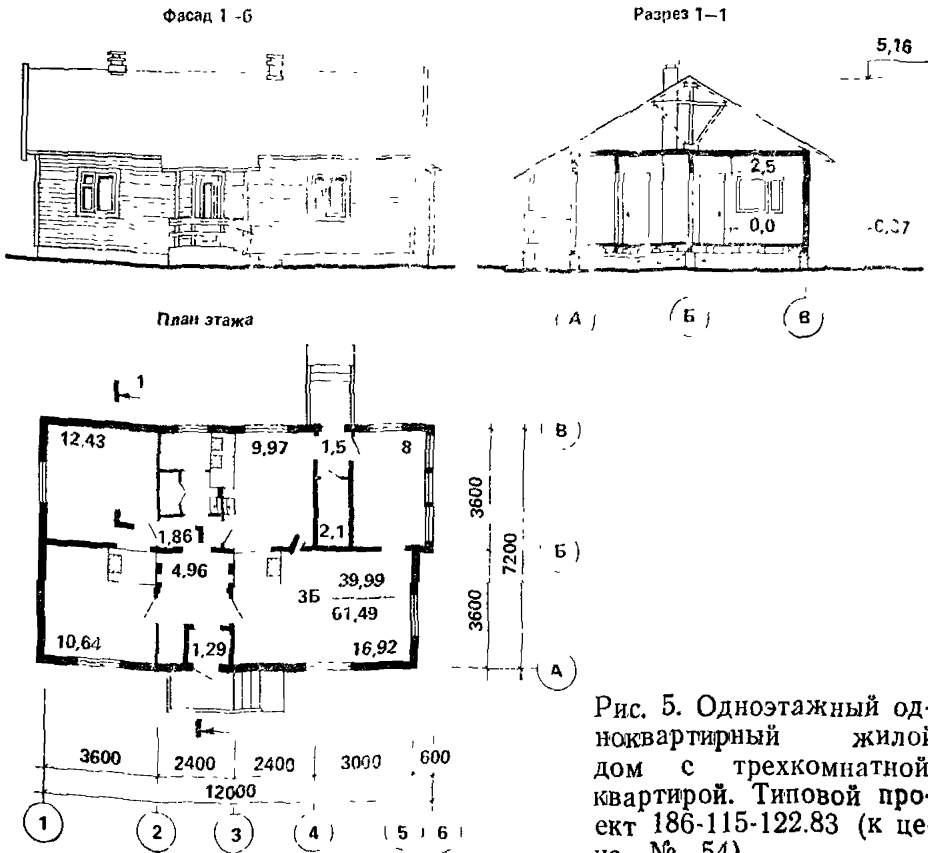 Фасад 1-6
Разрез 1—1
5,16
2,5
0,0
-0,37
План этажа
А
Б
В
1
12,43
9,97
1,5
8
В
3600
1,86
2,1
7200
Б
4,96
39,99
3Б
61,49
3600
10,64
1,29
16,92
А
3600
2400
2400
3000
600
12000
1
2
3
4
5
6
Рис. 5. Одноэтажный од-
ноквартирный жилой
дом с трехкомнатной
квартирой. Типовой про-
ект 186-115-122.83 (к це-
№ 54)